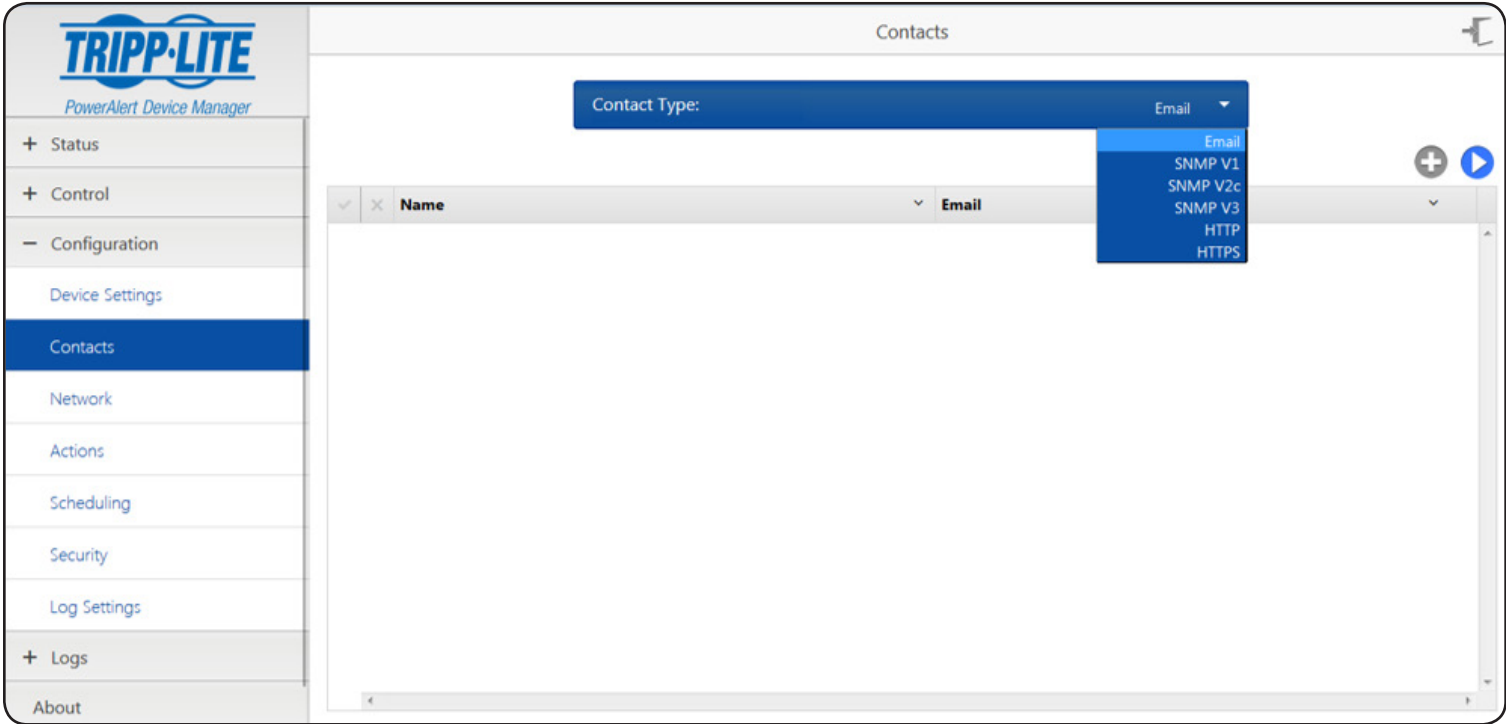 TRIPP·LITE
PowerAlert Device Manager
+ Status
+ Control
− Configuration
Device Settings
Contacts
Network
Actions
Scheduling
Security
Log Settings
+ Logs
About
Contacts
Contact Type: Email
Email
SNMP V1
SNMP V2c
SNMP V3
HTTP
HTTPS
Name Email